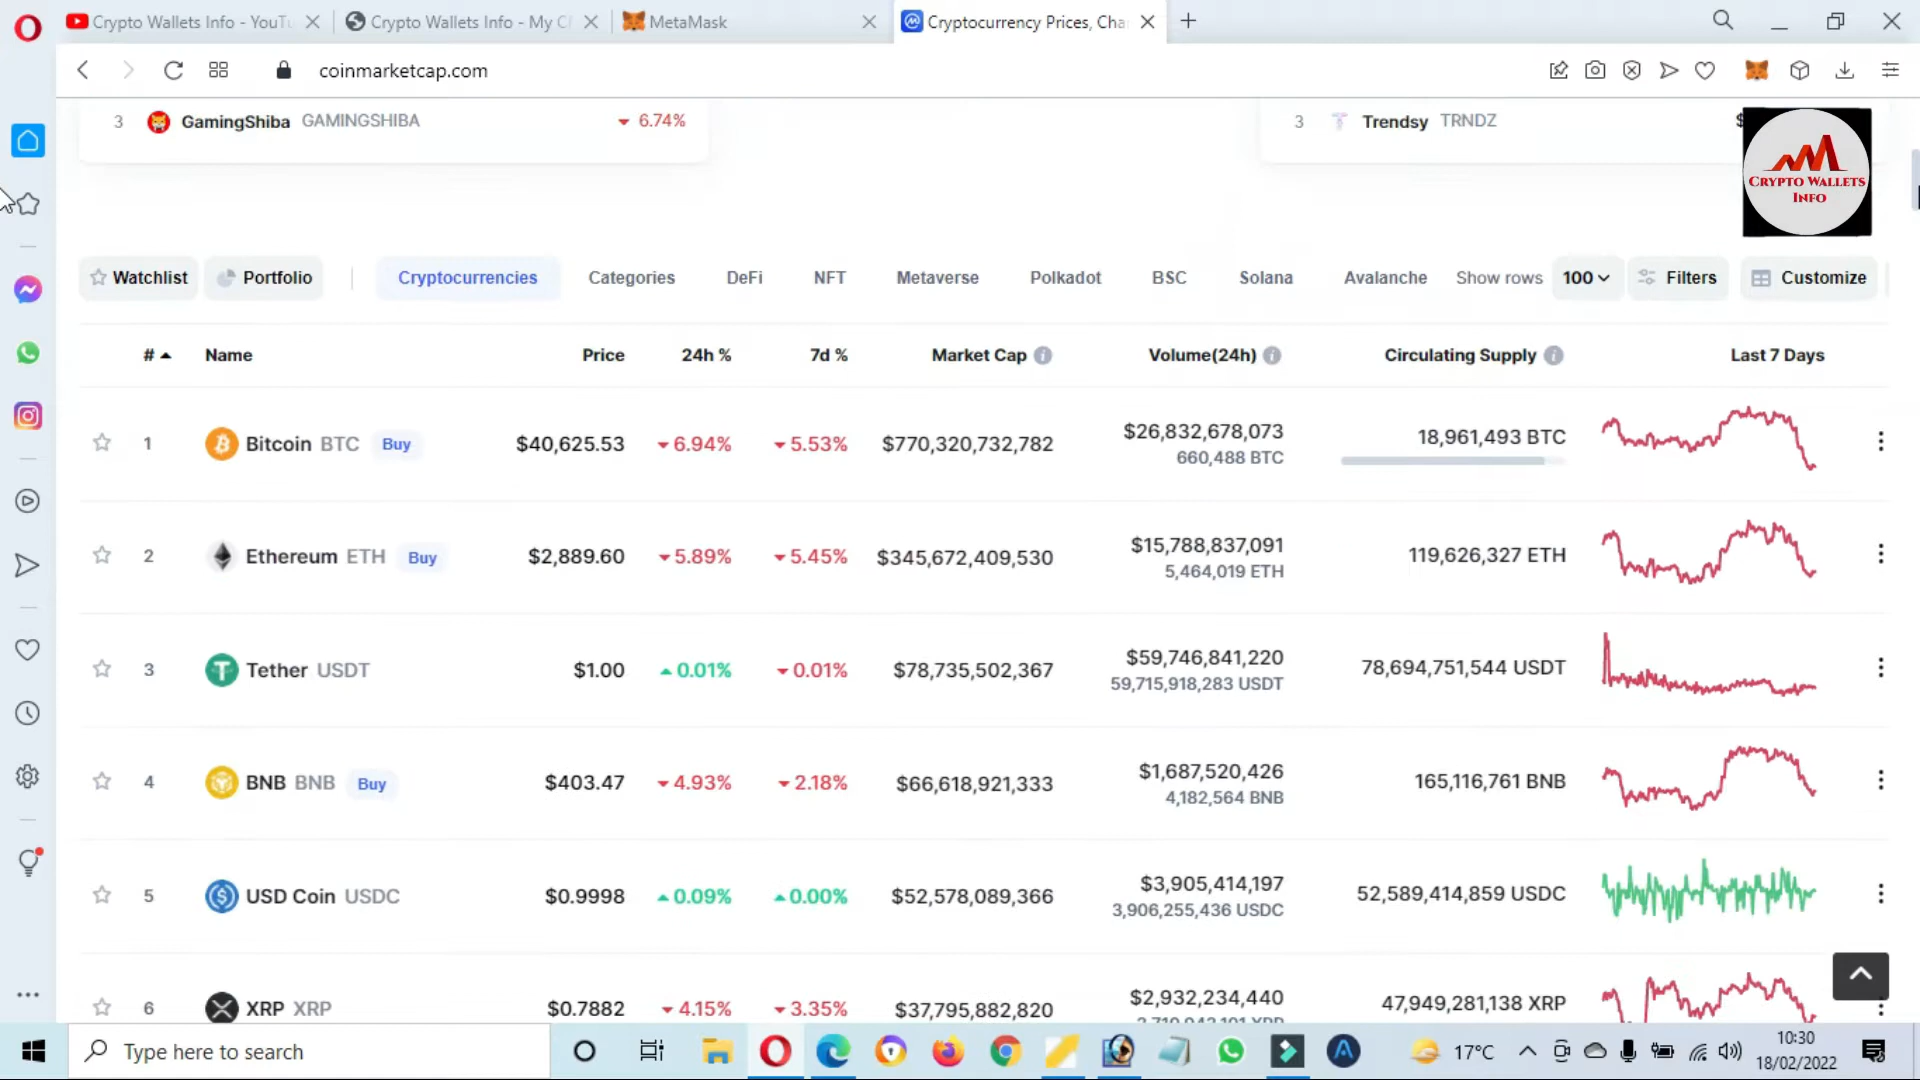 Crypto Wallets Info - YouTu
Crypto Wallets Info - My C
MetaMask
Cryptocurrency Prices, Cha
coinmarketcap.com
3 GamingShiba GAMINGSHIBA 6.74%
3 Trendsy TRNDZ $
CRYPTO WALLETS
INFO
Watchlist Portfolio Cryptocurrencies Categories DeFi NFT Metaverse Polkadot BSC Solana Avalanche Show rows 100 Filters Customize
# Name Price 24h % 7d % Market Cap Volume(24h) Circulating Supply Last 7 Days
1 Bitcoin BTC Buy $40,625.53 6.94% 5.53% $770,320,732,782 $26,832,678,073 18,961,493 BTC
660,488 BTC
2 Ethereum ETH Buy $2,889.60 5.89% 5.45% $345,672,409,530 $15,788,837,091 119,626,327 ETH
5,464,019 ETH
3 Tether USDT $1.00 0.01% 0.01% $78,735,502,367 $59,746,841,220 78,694,751,544 USDT
59,715,918,283 USDT
4 BNB BNB Buy $403.47 4.93% 2.18% $66,618,921,333 $1,687,520,426 165,116,761 BNB
4,182,564 BNB
5 USD Coin USDC $0.9998 0.09% 0.00% $52,578,089,366 $3,905,414,197 52,589,414,859 USDC
3,906,255,436 USDC
6 XRP XRP $0.7882 4.15% 3.35% $37,795,882,820 $2,932,234,440 47,949,281,138 XRP
Type here to search
17°C
10:30
18/02/2022